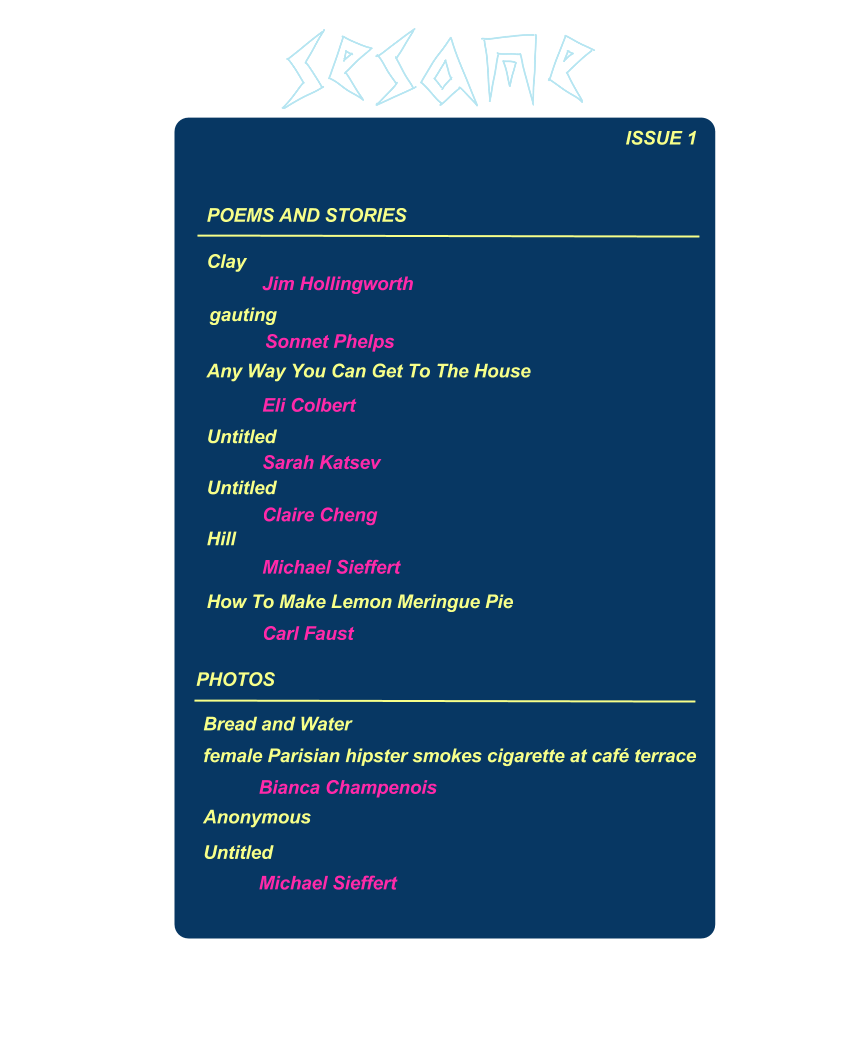 sesame
ISSUE 1
POEMS AND STORIES
Clay
Jim Hollingworth
gauting
Sonnet Phelps
Any Way You Can Get To The House
Eli Colbert
Untitled
Sarah Katsev
Untitled
Claire Cheng
Hill
Michael Sieffert
How To Make Lemon Meringue Pie
Carl Faust
PHOTOS
Bread and Water
female Parisian hipster smokes cigarette at café terrace
Bianca Champenois
Anonymous
Untitled
Michael Sieffert